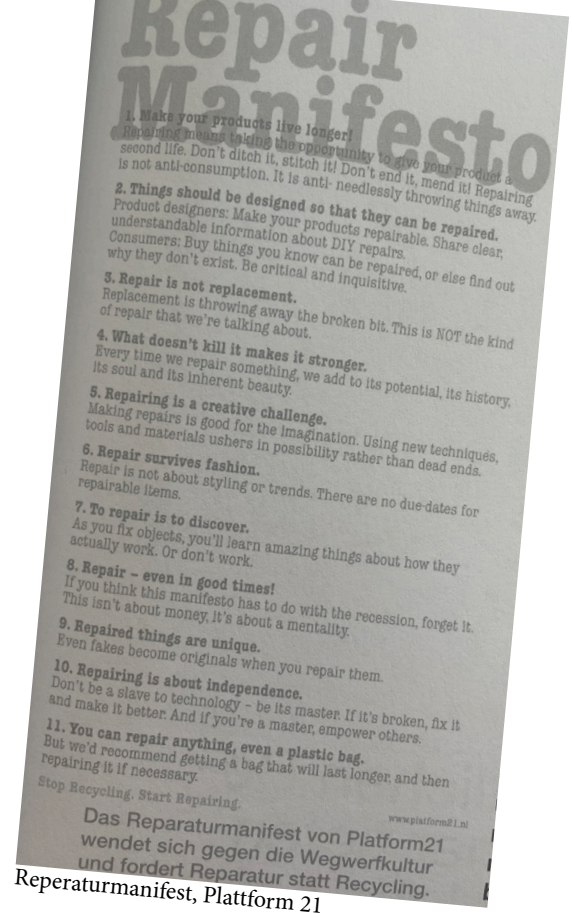 Repair
Manifesto
1. Make your products live longer!
Repairing means taking the opportunity to give your product a
second life. Don't ditch it, stitch it! Don't end it, mend it! Repairing
is not anti-consumption. It is anti- needlessly throwing things away.
2. Things should be designed so that they can be repaired.
Product designers: Make your products repairable. Share clear,
understandable information about DIY repairs.
Consumers: Buy things you know can be repaired, or else find out
why they don't exist. Be critical and inquisitive.
3. Repair is not replacement.
Replacement is throwing away the broken bit. This is NOT the kind
of repair that we're talking about.
4. What doesn't kill it makes it stronger.
Every time we repair something, we add to its potential, its history,
its soul and its inherent beauty.
5. Repairing is a creative challenge.
Making repairs is good for the imagination. Using new techniques,
tools and materials ushers in possibility rather than dead ends.
6. Repair survives fashion.
Repair is not about styling or trends. There are no due-dates for
repairable items.
7. To repair is to discover.
As you fix objects, you'll learn amazing things about how they
actually work. Or don't work.
8. Repair – even in good times!
If you think this manifesto has to do with the recession, forget it.
This isn't about money, it's about a mentality.
9. Repaired things are unique.
Even fakes become originals when you repair them.
10. Repairing is about independence.
Don't be a slave to technology – be its master. If it's broken, fix it
and make it better. And if you're a master, empower others.
11. You can repair anything, even a plastic bag.
But we'd recommend getting a bag that will last longer, and then
repairing it if necessary.
Stop Recycling. Start Repairing.
www.platform21.nl
Das Reparaturmanifest von Platform21
wendet sich gegen die Wegwerfkultur
und fordert Reparatur statt Recycling.
Reperaturmanifest, Plattform 21